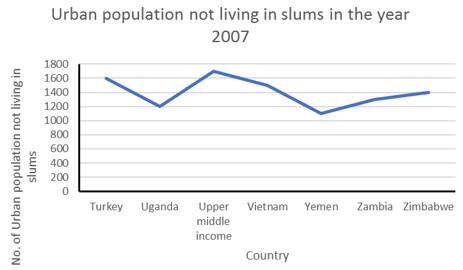 Urban population not living in slums in the year
2007
No. of Urban population not living in
slums
1800
1600
1400
1200
1000
800
600
400
200
0
Turkey
Uganda
Upper
middle
income
Vietnam
Yemen
Zambia
Zimbabwe
Country